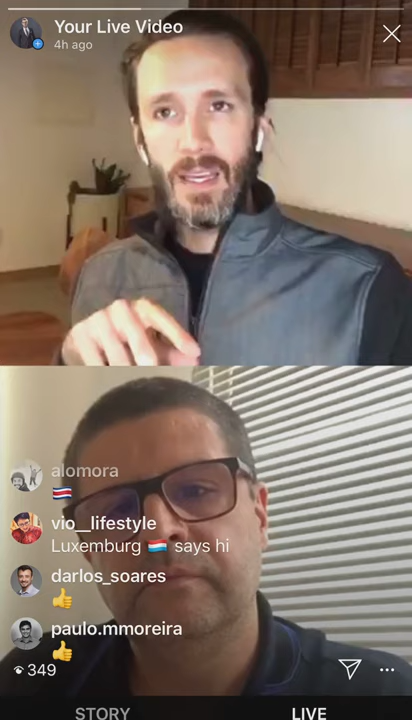 Your Live Video
4h ago
alomora
🇨🇷
vio__lifestyle
Luxemburg 🇱🇺 says hi
darlos_soares
👍
paulo.mmoreira
👍
349
STORY
LIVE